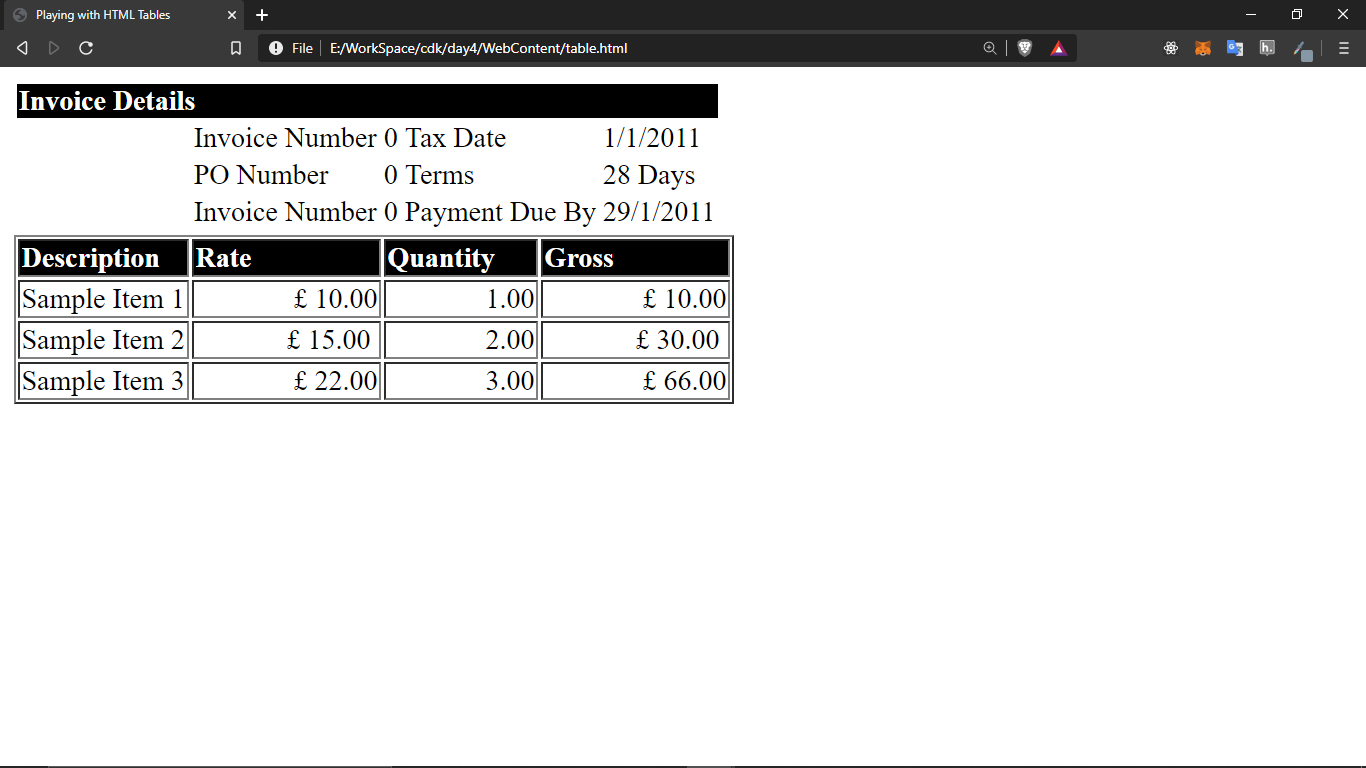 Playing with HTML Tables
File E:/WorkSpace/cdk/day4/WebContent/table.html
h.
Invoice Details
Invoice Number 0 Tax Date 1/1/2011
PO Number 0 Terms 28 Days
Invoice Number 0 Payment Due By 29/1/2011
Description Rate Quantity Gross
Sample Item 1 £ 10.00 1.00 £ 10.00
Sample Item 2 £ 15.00 2.00 £ 30.00
Sample Item 3 £ 22.00 3.00 £ 66.00